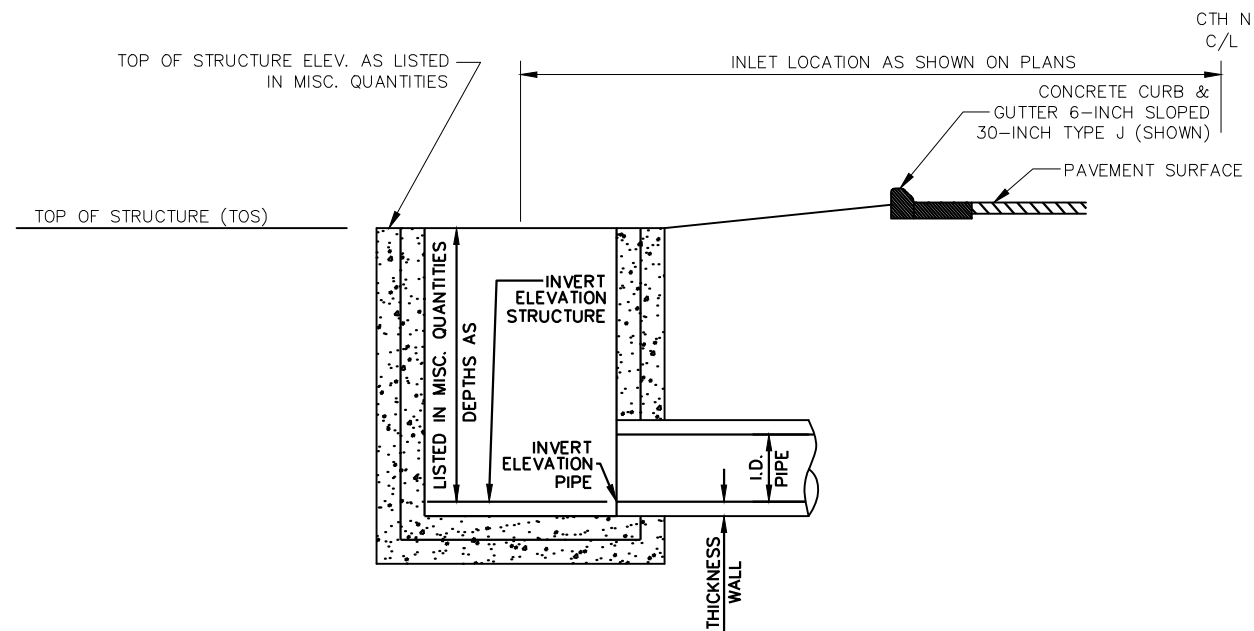 CTH N
C/L
TOP OF STRUCTURE ELEV. AS LISTED
IN MISC. QUANTITIES
INLET LOCATION AS SHOWN ON PLANS
CONCRETE CURB &
GUTTER 6-INCH SLOPED
30-INCH TYPE J (SHOWN)
PAVEMENT SURFACE
TOP OF STRUCTURE (TOS)
LISTED IN MISC. QUANTITIES
DEPTHS AS
INVERT
ELEVATION
STRUCTURE
INVERT
ELEVATION
PIPE
I.D.
PIPE
THICKNESS
WALL